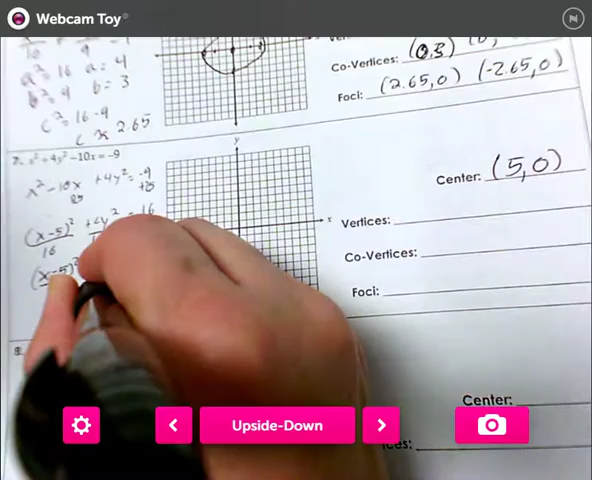 Webcam Toy
10 9
a² = 16 a = 4
b² = 9 b = 3
c² = 16 - 9
c ≈ 2.65
Co-Vertices: (0,3)
Foci: (2.65,0) (-2.65,0)
7. x² + 4y² - 10x = -9
x² - 10x + 4y² = -9
25 +25
(x-5)² + 4y² = 16
16
(x-5)²
y
x
Center: (5,0)
Vertices:
Co-Vertices:
Foci:
8.
Center:
Upside-Down